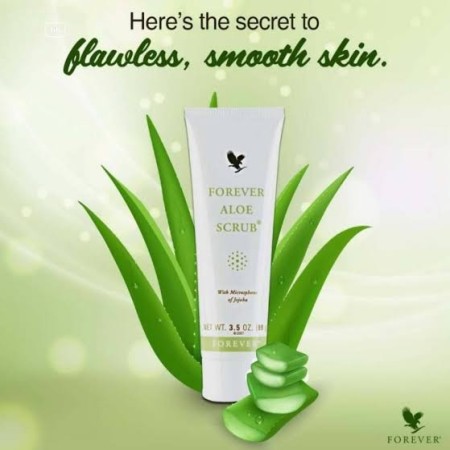 Here's the secret to
flawless, smooth skin.
FOREVER
ALOE
SCRUB®
With Microspheres
of Jojoba
NET WT. 3.5 OZ. (99 g)
FOREVER
FOREVER®